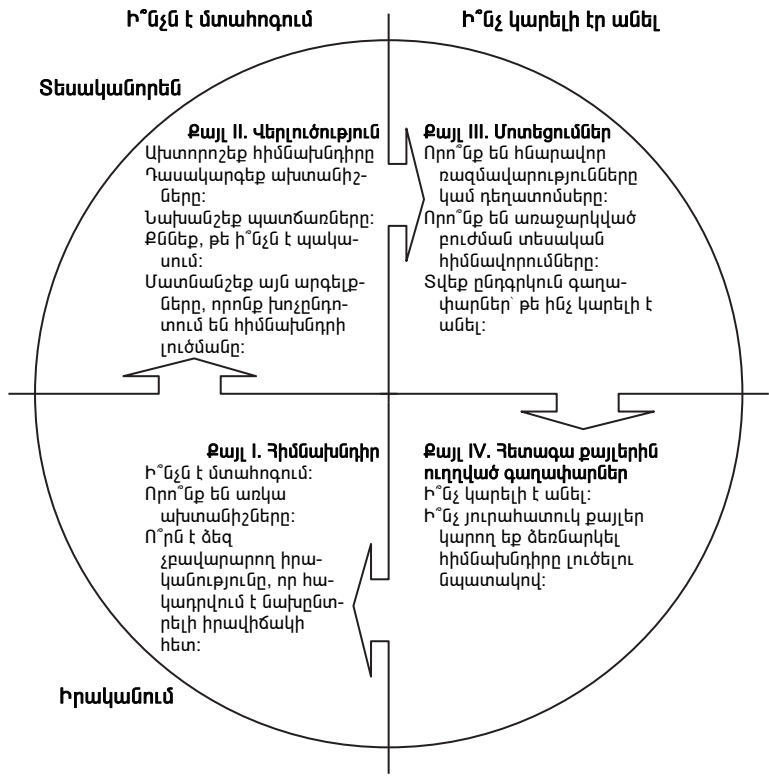 Ի՞նչն է մտահոգում
Ի՞նչ կարելի էր անել
Տեսականորեն
Քայլ II. Վերլուծություն
Ախտորոշեք հիմնախնդիրը
Դասակարգեք ախտանիշ-
ները:
Նախանշեք պատճառները:
Քննեք, թե ի՞նչն է պակա-
սում:
Մատնանշեք այն արգելք-
ները, որոնք խոչընդո-
տում են հիմնախնդրի
լուծմանը:
Քայլ III. Մոտեցումներ
Որո՞նք են հնարավոր
ռազմավարությունները
կամ դեղատոմսերը:
Որո՞նք են առաջարկված
բուժման տեսական
հիմնավորումները:
Տվեք ընդգրկուն գաղա-
փարներ՝ թե ինչ կարելի է
անել:
Քայլ I. Հիմնախնդիր
Ի՞նչն է մտահոգում:
Որո՞նք են առկա
ախտանիշները:
Ո՞րն է ձեզ
չբավարարող իրա-
կանությունը, որ հա-
կադրվում է նախընտ-
րելի իրավիճակի
հետ:
Քայլ IV. Հետագա քայլերին
ուղղված գաղափարներ
Ի՞նչ կարելի է անել:
Ի՞նչ յուրահատուկ քայլեր
կարող եք ձեռնարկել
հիմնախնդիրը լուծելու
նպատակով:
Իրականում